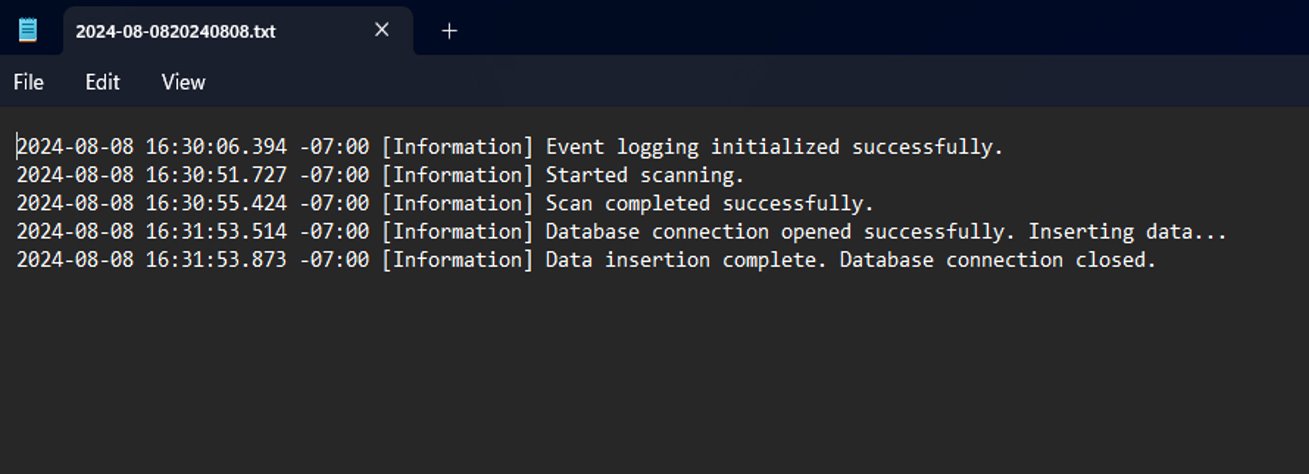 2024-08-0820240808.txt
File Edit View
2024-08-08 16:30:06.394 -07:00 [Information] Event logging initialized successfully.
2024-08-08 16:30:51.727 -07:00 [Information] Started scanning.
2024-08-08 16:30:55.424 -07:00 [Information] Scan completed successfully.
2024-08-08 16:31:53.514 -07:00 [Information] Database connection opened successfully. Inserting data...
2024-08-08 16:31:53.873 -07:00 [Information] Data insertion complete. Database connection closed.